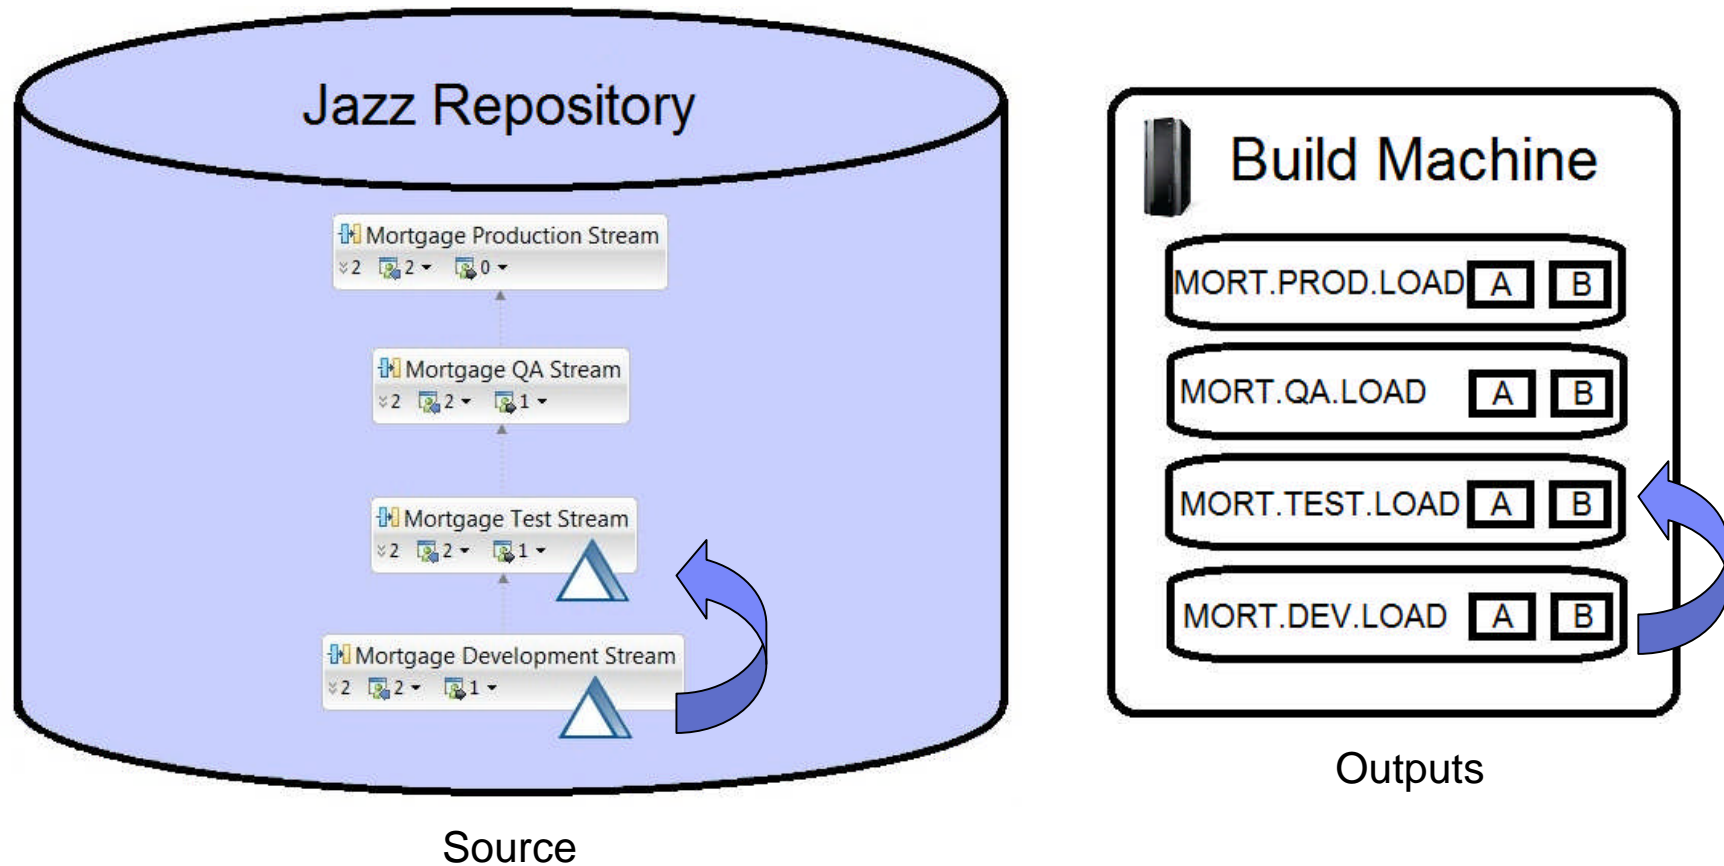 Jazz Repository
Mortgage Production Stream
2 2 0
Mortgage QA Stream
2 2 1
Mortgage Test Stream
2 2 1
Mortgage Development Stream
2 2 1
Source
Build Machine
MORT.PROD.LOAD A B
MORT.QA.LOAD A B
MORT.TEST.LOAD A B
MORT.DEV.LOAD A B
Outputs